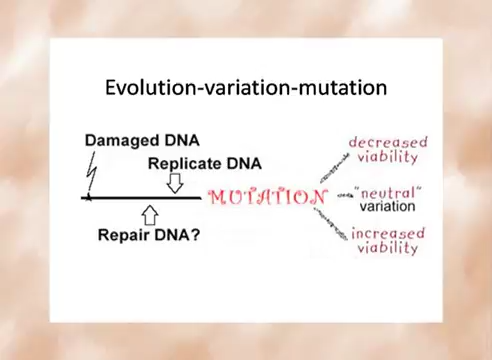 Evolution-variation-mutation
Damaged DNA
Replicate DNA
Repair DNA?
MUTATION
decreased
viability
"neutral"
variation
increased
viability